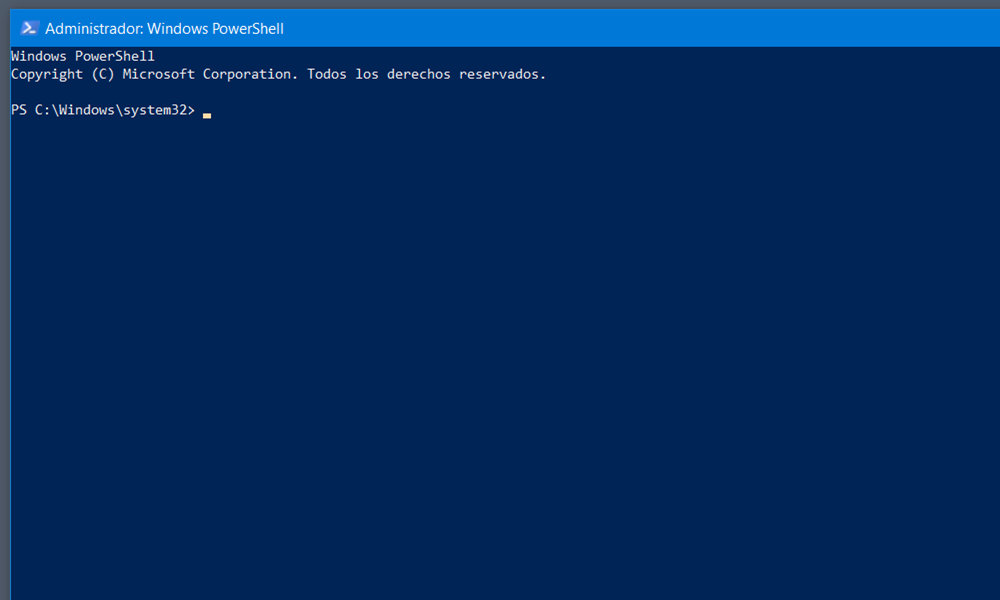 Administrador: Windows PowerShell
Windows PowerShell
Copyright (C) Microsoft Corporation. Todos los derechos reservados.
PS C:\Windows\system32>